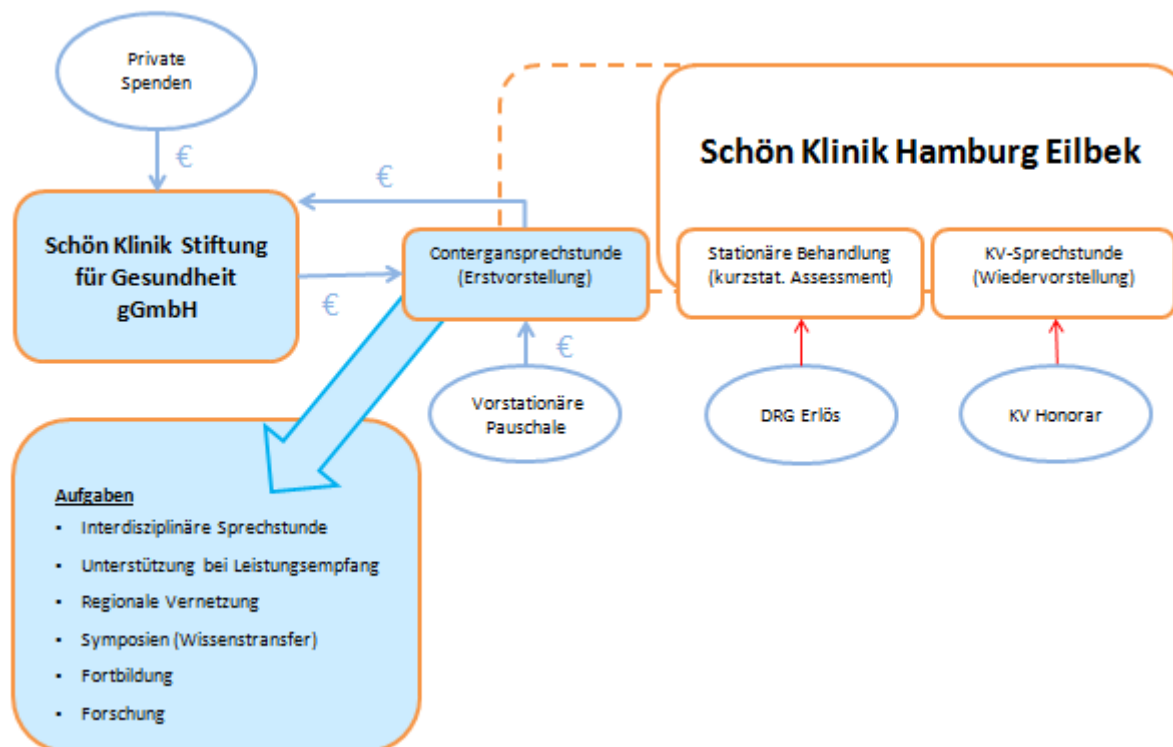 Private
Spenden
€
€
Schön Klinik Hamburg Eilbek
Schön Klinik Stiftung
für Gesundheit
gGmbH
€
Contergansprechstunde
(Erstvorstellung)
Stationäre Behandlung
(kurzstat. Assessment)
KV-Sprechstunde
(Wiedervorstellung)
€
Vorstationäre
Pauschale
DRG Erlös
KV Honorar
Aufgaben
▪ Interdisziplinäre Sprechstunde
▪ Unterstützung bei Leistungsempfang
▪ Regionale Vernetzung
▪ Symposien (Wissenstransfer)
▪ Fortbildung
▪ Forschung